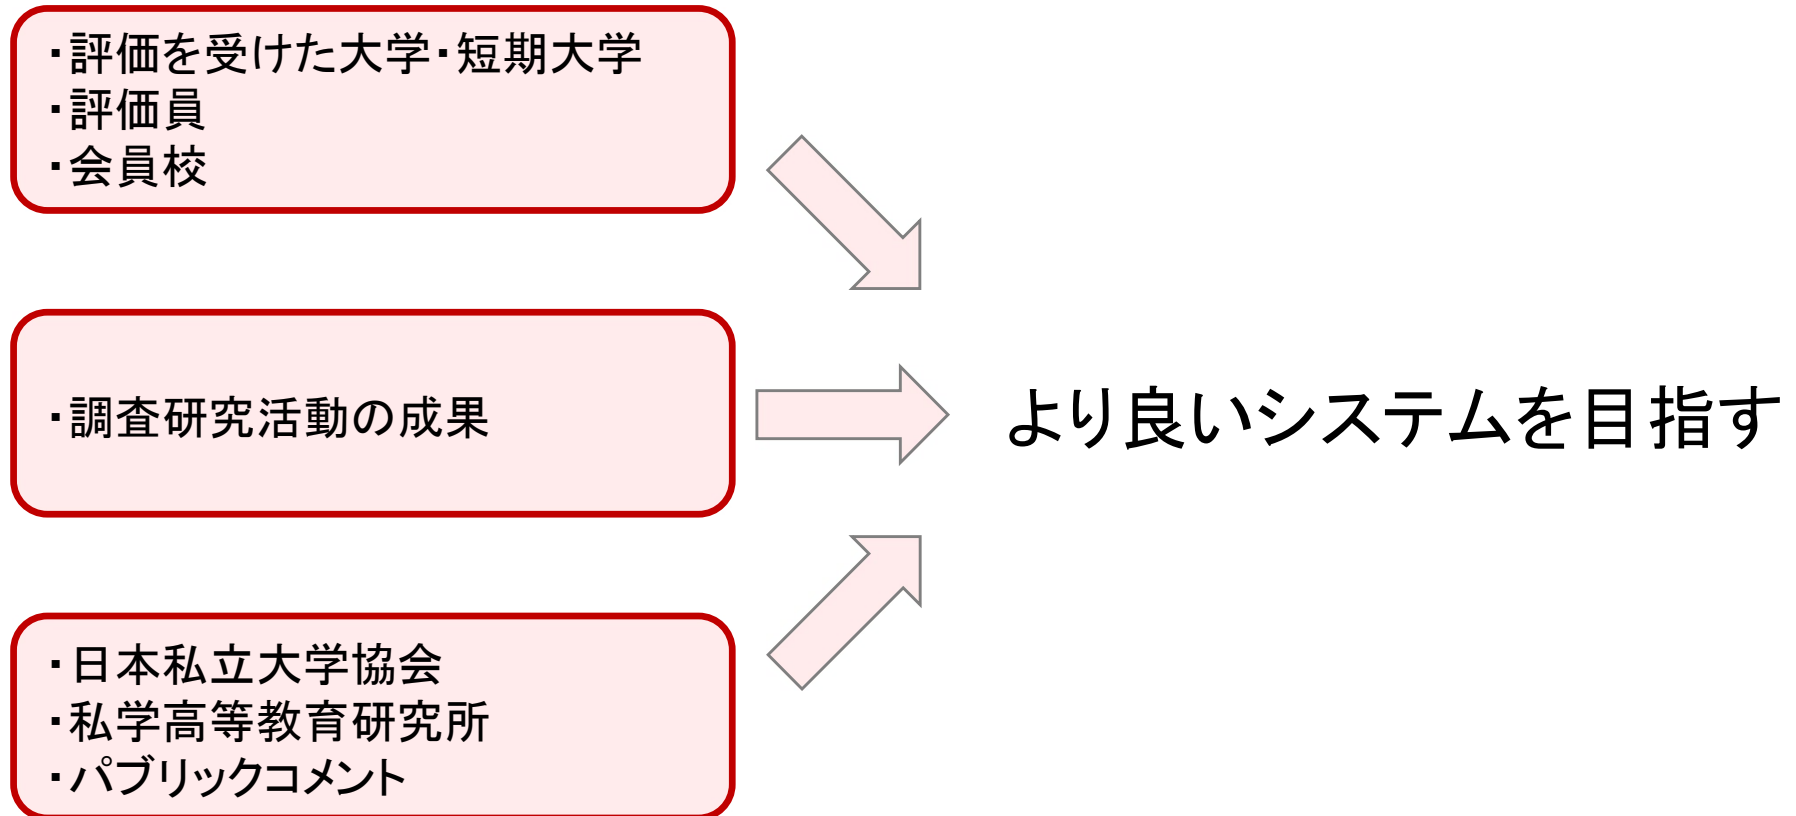 ・評価を受けた大学・短期大学
・評価員
・会員校
・調査研究活動の成果
より良いシステムを目指す
・日本私立大学協会
・私学高等教育研究所
・パブリックコメント